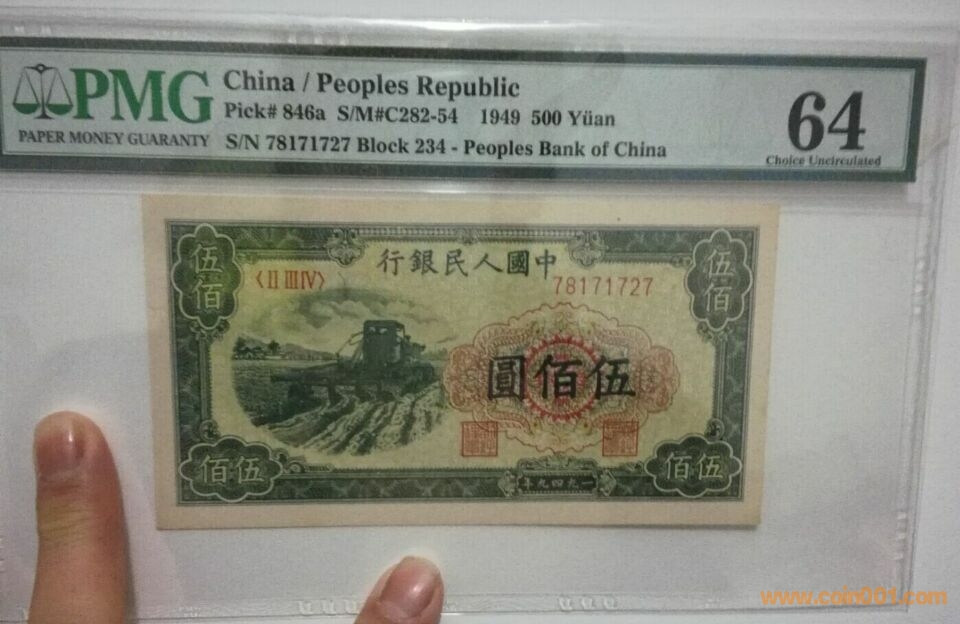 PMG
PAPER MONEY GUARANTY
China / Peoples Republic
Pick# 846a S/M#C282-54 1949 500 Yüan
S/N 78171727 Block 234 - Peoples Bank of China
64
Choice Uncirculated
行銀民人國中
伍佰
伍佰
〈II III IV〉
78171727
圓佰伍
佰伍
佰伍
年九四九一
www.coin001.com